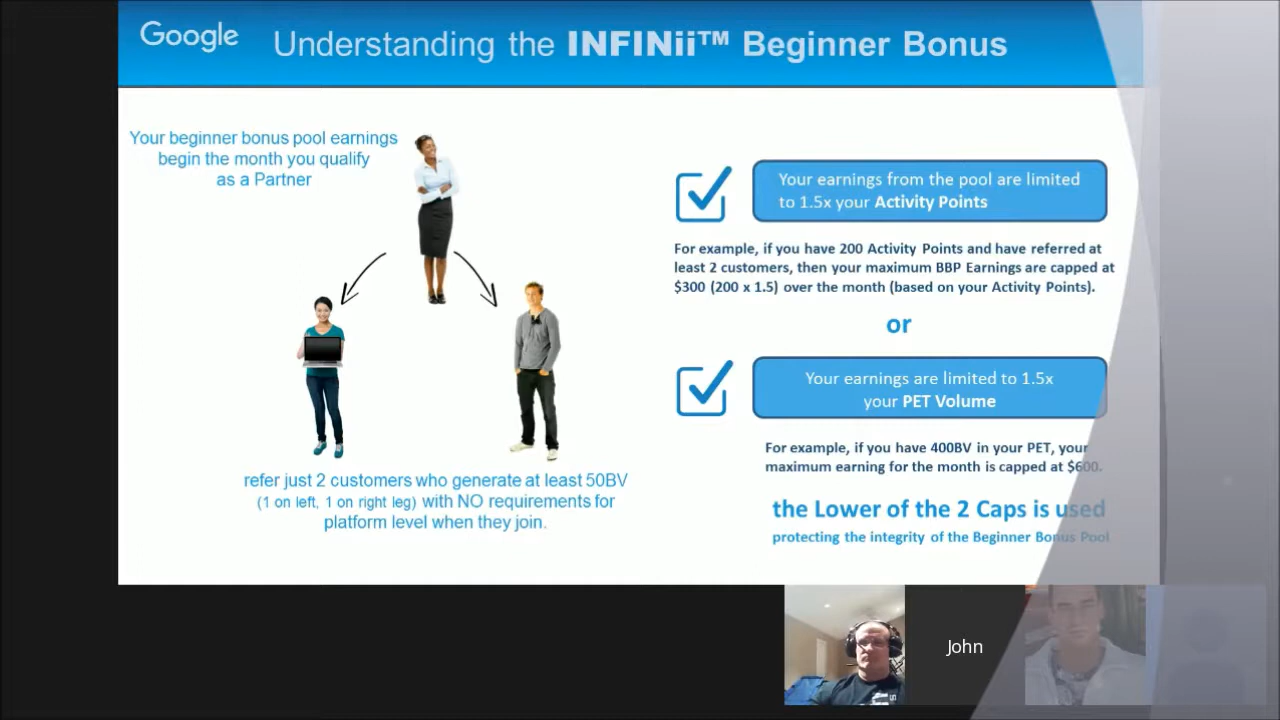 Google
Understanding the INFINii™ Beginner Bonus
Your beginner bonus pool earnings
begin the month you qualify
as a Partner
refer just 2 customers who generate at least 50BV
(1 on left, 1 on right leg) with NO requirements for
platform level when they join.
Your earnings from the pool are limited
to 1.5x your Activity Points
For example, if you have 200 Activity Points and have referred at
least 2 customers, then your maximum BBP Earnings are capped at
$300 (200 x 1.5) over the month (based on your Activity Points).
or
Your earnings are limited to 1.5x
your PET Volume
For example, if you have 400BV in your PET, your
maximum earning for the month is capped at $600.
the Lower of the 2 Caps is used
protecting the integrity of the Beginner Bonus Pool
John